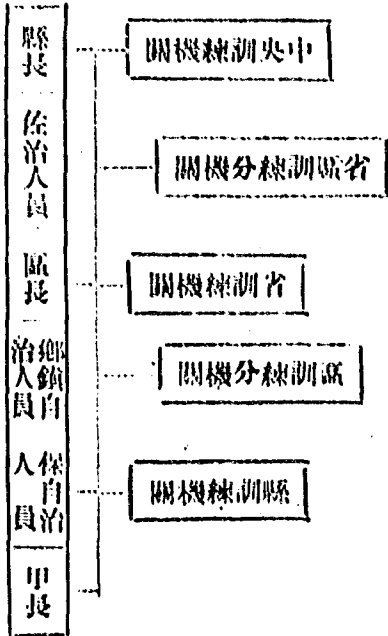 中央訓練機關
省區訓練分機關
省訓練機關
區訓練分機關
縣訓練機關
縣長
佐治人員
區長
鄉鎮自
治人員
保自治
人員
甲長